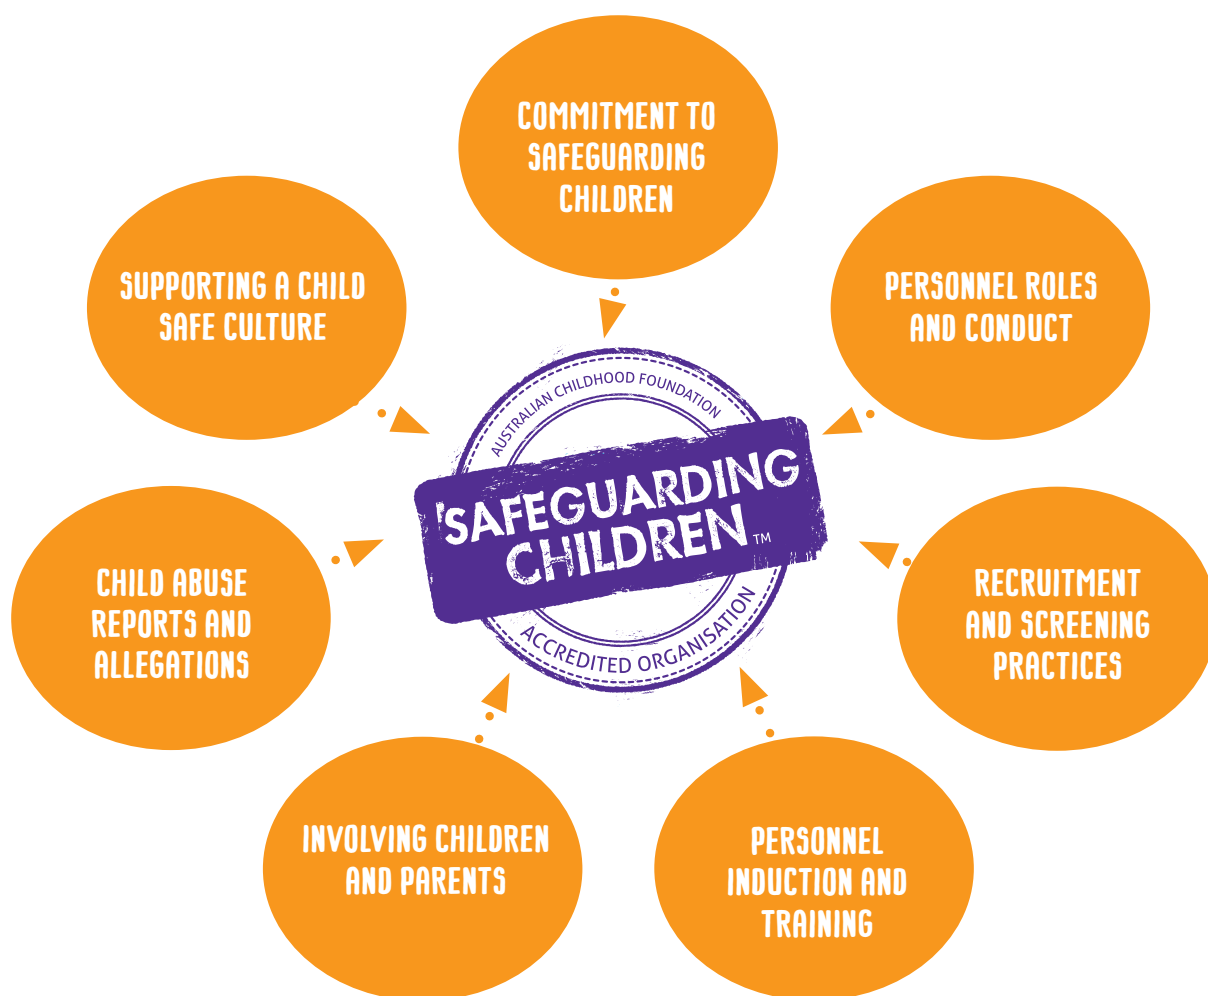 COMMITMENT TO
SAFEGUARDING
CHILDREN
SUPPORTING A CHILD
SAFE CULTURE
PERSONNEL ROLES
AND CONDUCT
AUSTRALIAN CHILDHOOD FOUNDATION
SAFEGUARDING
CHILDREN™
ACCREDITED ORGANISATION
CHILD ABUSE
REPORTS AND
ALLEGATIONS
RECRUITMENT
AND SCREENING
PRACTICES
INVOLVING CHILDREN
AND PARENTS
PERSONNEL
INDUCTION AND
TRAINING